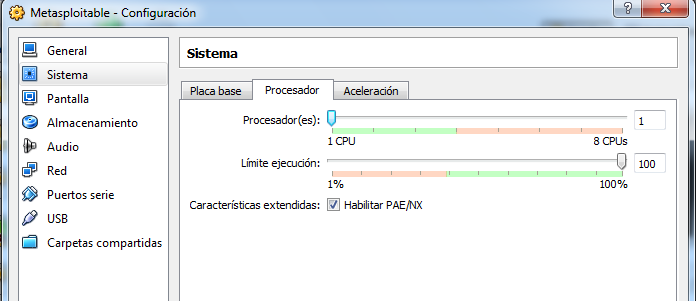 Metasploitable - Configuración
?
General
Sistema
Pantalla
Almacenamiento
Audio
Red
Puertos serie
USB
Carpetas compartidas
Sistema
Placa base Procesador Aceleración
Procesador(es): 1
1 CPU 8 CPUs
Límite ejecución: 100
1% 100%
Características extendidas: Habilitar PAE/NX